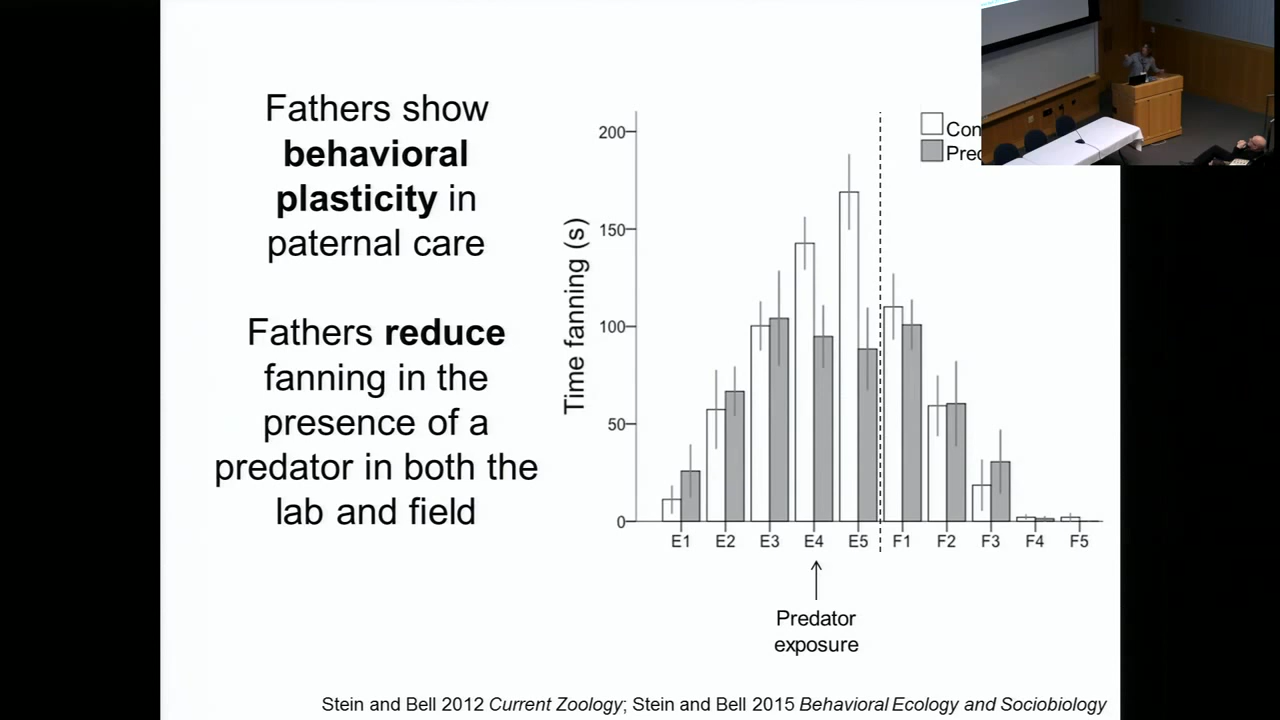 Fathers show
behavioral
plasticity in
paternal care
Fathers reduce
fanning in the
presence of a
predator in both the
lab and field
Time fanning (s)
200
150
100
50
0
E1 E2 E3 E4 E5 F1 F2 F3 F4 F5
Predator
exposure
Stein and Bell 2012 Current Zoology; Stein and Bell 2015 Behavioral Ecology and Sociobiology